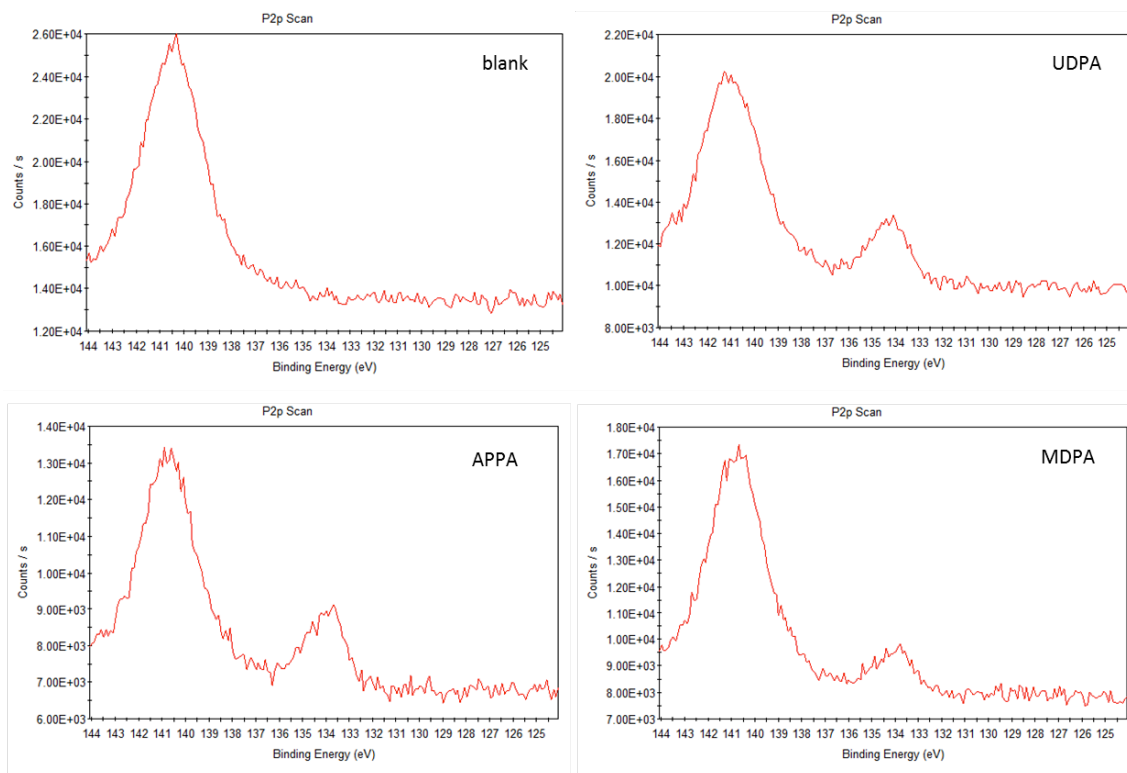 P2p Scan
blank
2.60E+04
2.40E+04
2.20E+04
2.00E+04
1.80E+04
1.60E+04
1.40E+04
1.20E+04
Counts / s
144 143 142 141 140 139 138 137 136 135 134 133 132 131 130 129 128 127 126 125
Binding Energy (eV)
P2p Scan
UDPA
2.20E+04
2.00E+04
1.80E+04
1.60E+04
1.40E+04
1.20E+04
1.00E+04
8.00E+03
Counts / s
144 143 142 141 140 139 138 137 136 135 134 133 132 131 130 129 128 127 126 125
Binding Energy (eV)
P2p Scan
APPA
1.40E+04
1.30E+04
1.20E+04
1.10E+04
1.00E+04
9.00E+03
8.00E+03
7.00E+03
6.00E+03
Counts / s
144 143 142 141 140 139 138 137 136 135 134 133 132 131 130 129 128 127 126 125
Binding Energy (eV)
P2p Scan
MDPA
1.80E+04
1.70E+04
1.60E+04
1.50E+04
1.40E+04
1.30E+04
1.20E+04
1.10E+04
1.00E+04
9.00E+03
8.00E+03
7.00E+03
Counts / s
144 143 142 141 140 139 138 137 136 135 134 133 132 131 130 129 128 127 126 125
Binding Energy (eV)